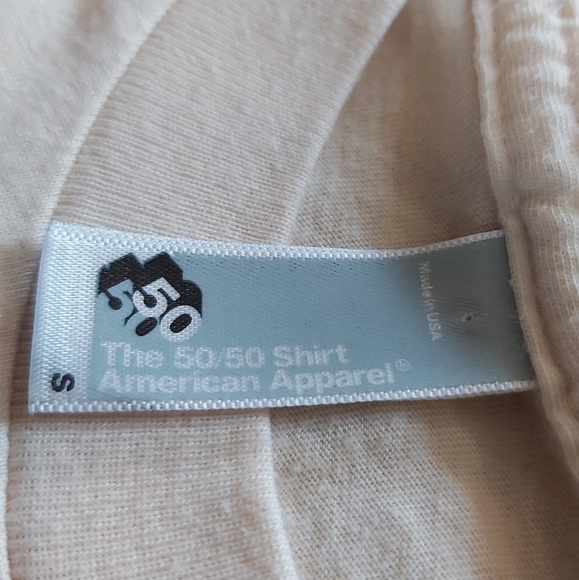 50
50
The 50/50 Shirt
American Apparel®
Made in USA
S